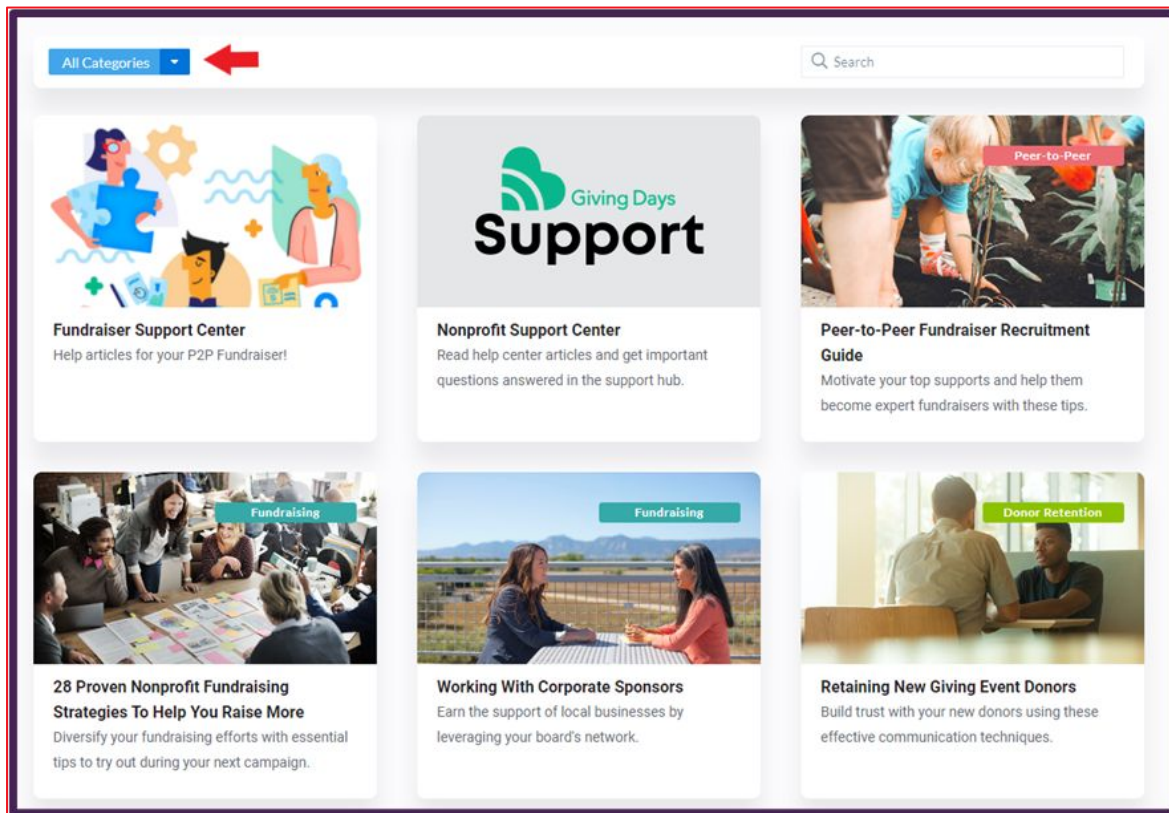 All Categories
Search
Giving Days
Support
Peer-to-Peer
Fundraiser Support Center
Help articles for your P2P Fundraiser!
Nonprofit Support Center
Read help center articles and get important
questions answered in the support hub.
Peer-to-Peer Fundraiser Recruitment
Guide
Motivate your top supports and help them
become expert fundraisers with these tips.
Fundraising
Fundraising
Donor Retention
28 Proven Nonprofit Fundraising
Strategies To Help You Raise More
Diversify your fundraising efforts with essential
tips to try out during your next campaign.
Working With Corporate Sponsors
Earn the support of local businesses by
leveraging your board's network.
Retaining New Giving Event Donors
Build trust with your new donors using these
effective communication techniques.